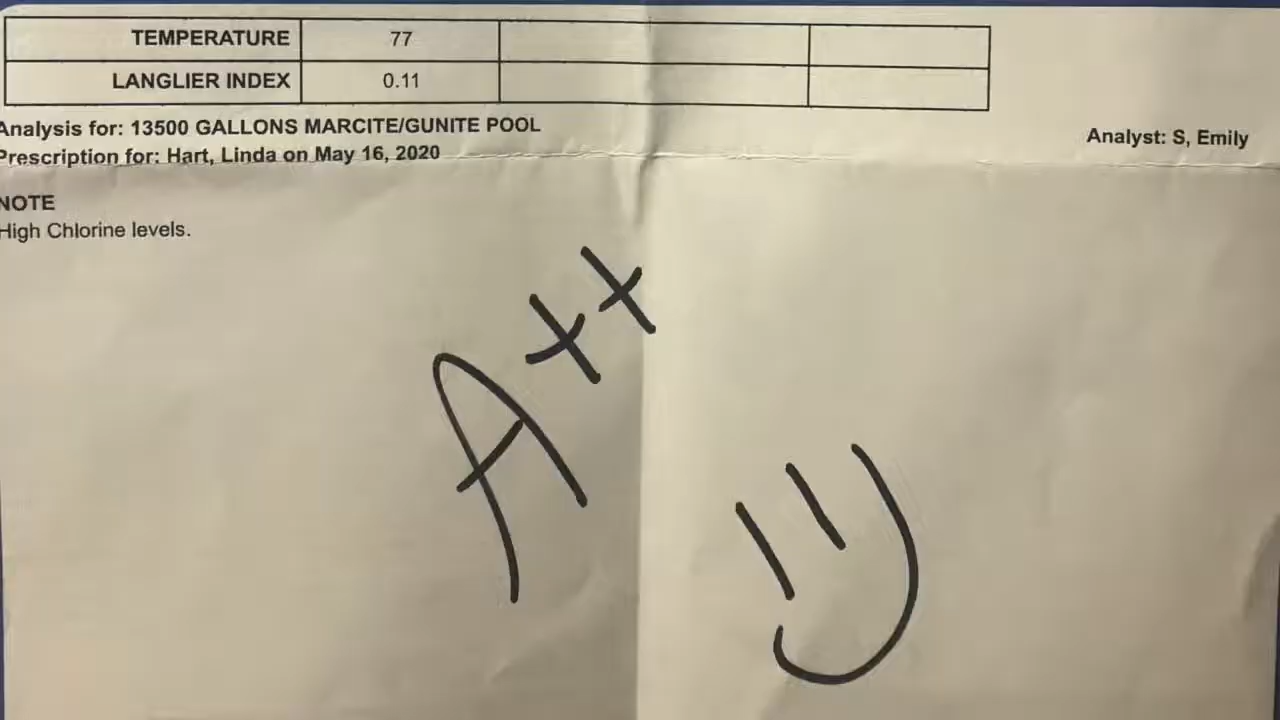 TEMPERATURE 77
LANGLIER INDEX 0.11
Analysis for: 13500 GALLONS MARCITE/GUNITE POOL
Analyst: S, Emily
Prescription for: Hart, Linda on May 16, 2020
NOTE
High Chlorine levels.
A++